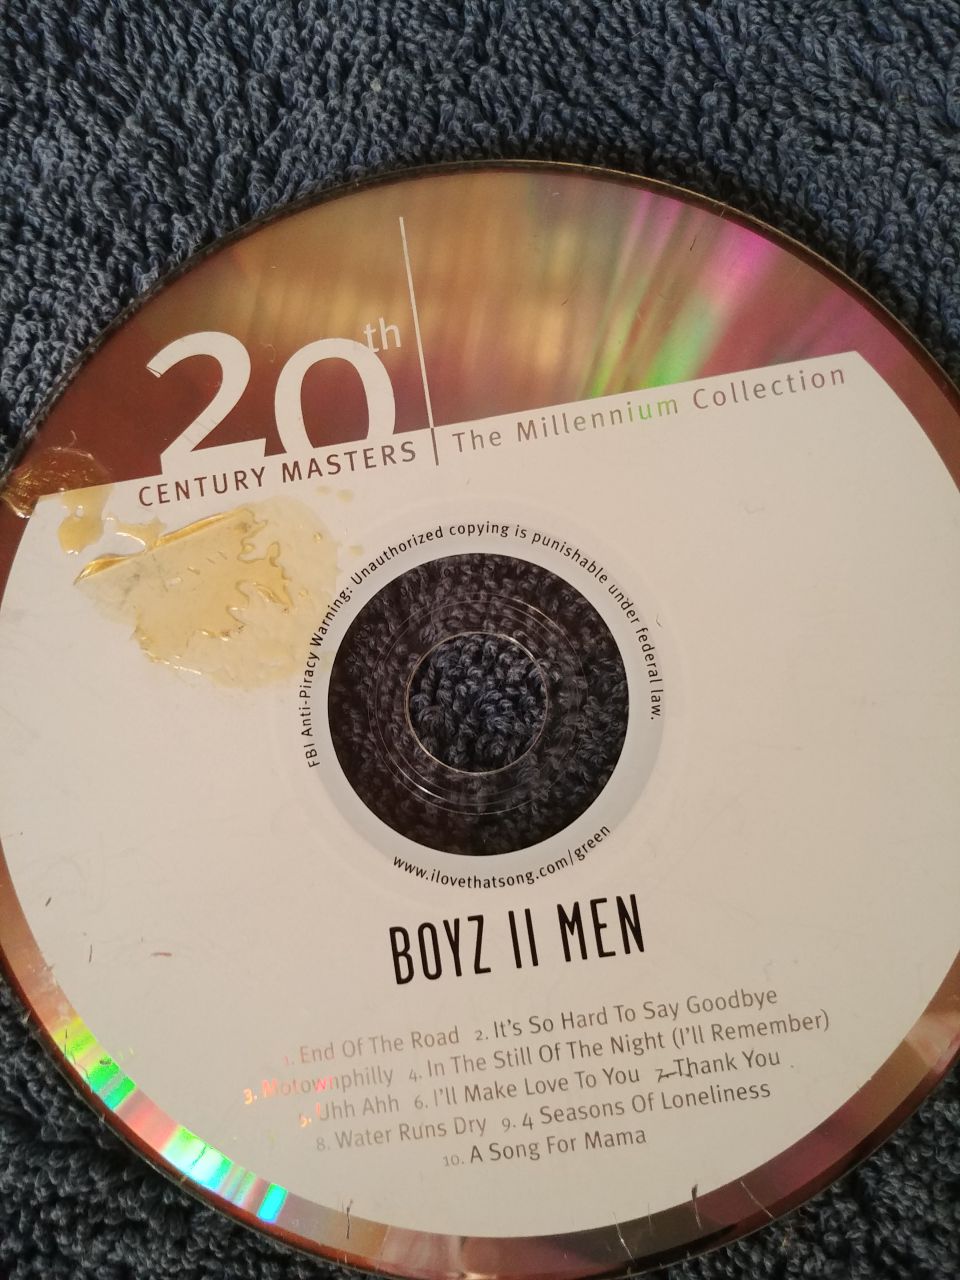 20th
CENTURY MASTERS | The Millennium Collection
FBI Anti-Piracy Warning: Unauthorized copying is punishable under federal law.
www.ilovethatsong.com/green
BOYZ II MEN
1. End Of The Road 2. It's So Hard To Say Goodbye
3. Motownphilly 4. In The Still Of The Night (I'll Remember)
5. Uhh Ahh 6. I'll Make Love To You 7. Thank You
8. Water Runs Dry 9. 4 Seasons Of Loneliness
10. A Song For Mama